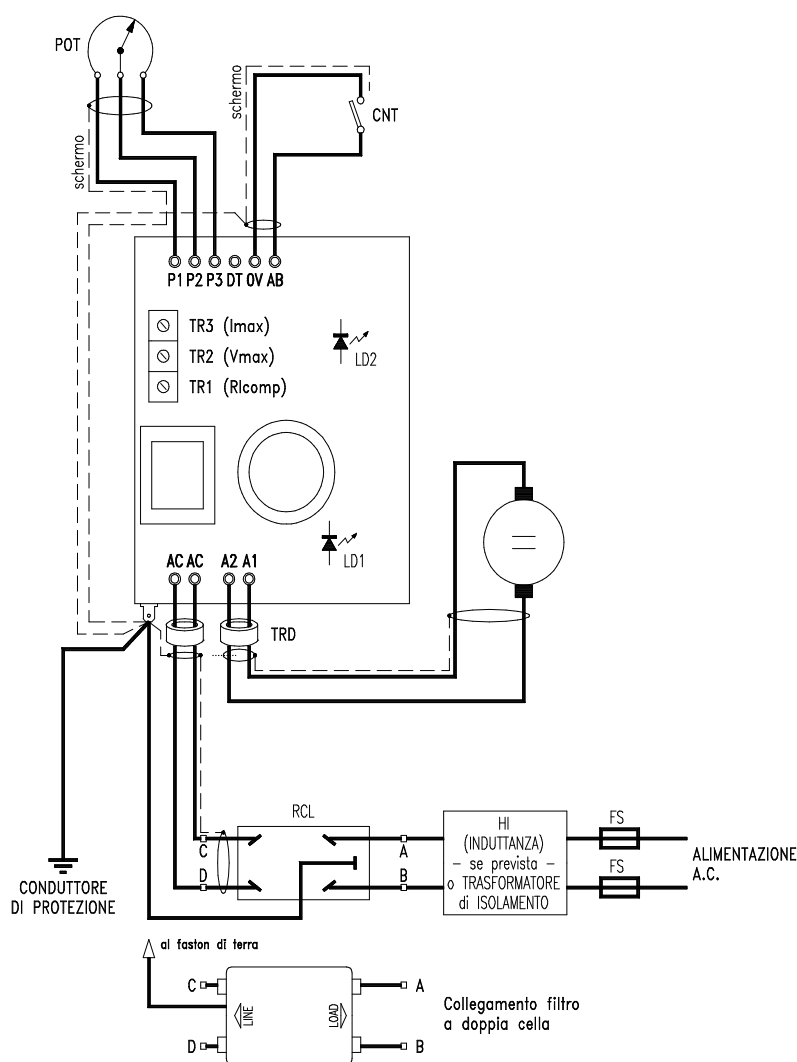 POT
schermo
schermo
CNT
P1 P2 P3 DT 0V AB
TR3 (Imax)
TR2 (Vmax)
TR1 (RIcomp)
LD2
LD1
AC AC A2 A1
TRD
RCL
C
D
A
B
HI
(INDUTTANZA)
- se prevista -
o TRASFORMATORE
di ISOLAMENTO
FS
FS
ALIMENTAZIONE
A.C.
CONDUTTORE
DI PROTEZIONE
al faston di terra
C
D
LINE
LOAD
A
B
Collegamento filtro
a doppia cella